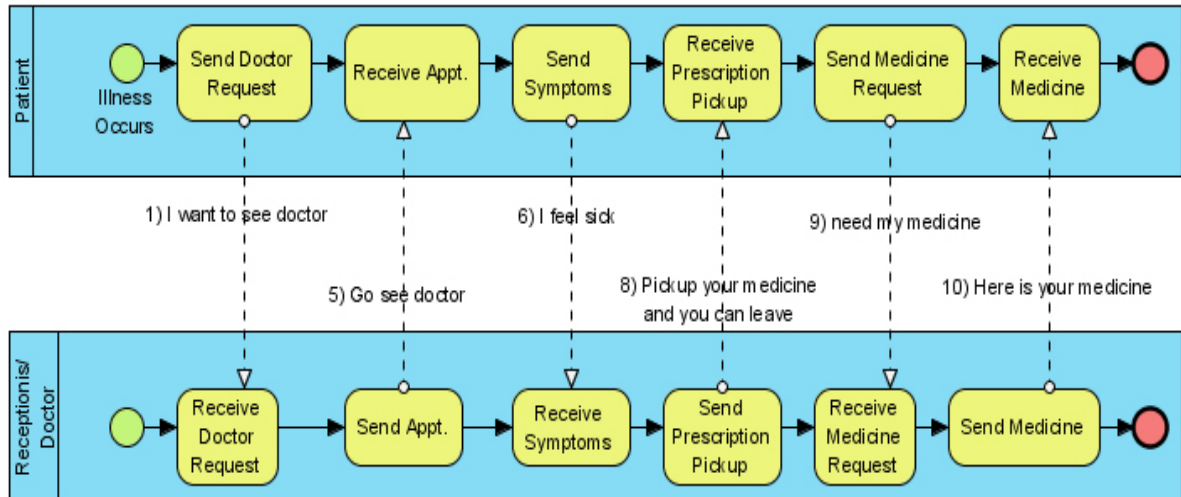 Patient
Illness
Occurs
Send Doctor
Request
Receive Appt.
Send
Symptoms
Receive
Prescription
Pickup
Send Medicine
Request
Receive
Medicine
1) I want to see doctor
6) I feel sick
9) need my medicine
5) Go see doctor
8) Pickup your medicine
and you can leave
10) Here is your medicine
Receptionis/
Doctor
Receive
Doctor
Request
Send Appt.
Receive
Symptoms
Send
Prescription
Pickup
Receive
Medicine
Request
Send Medicine